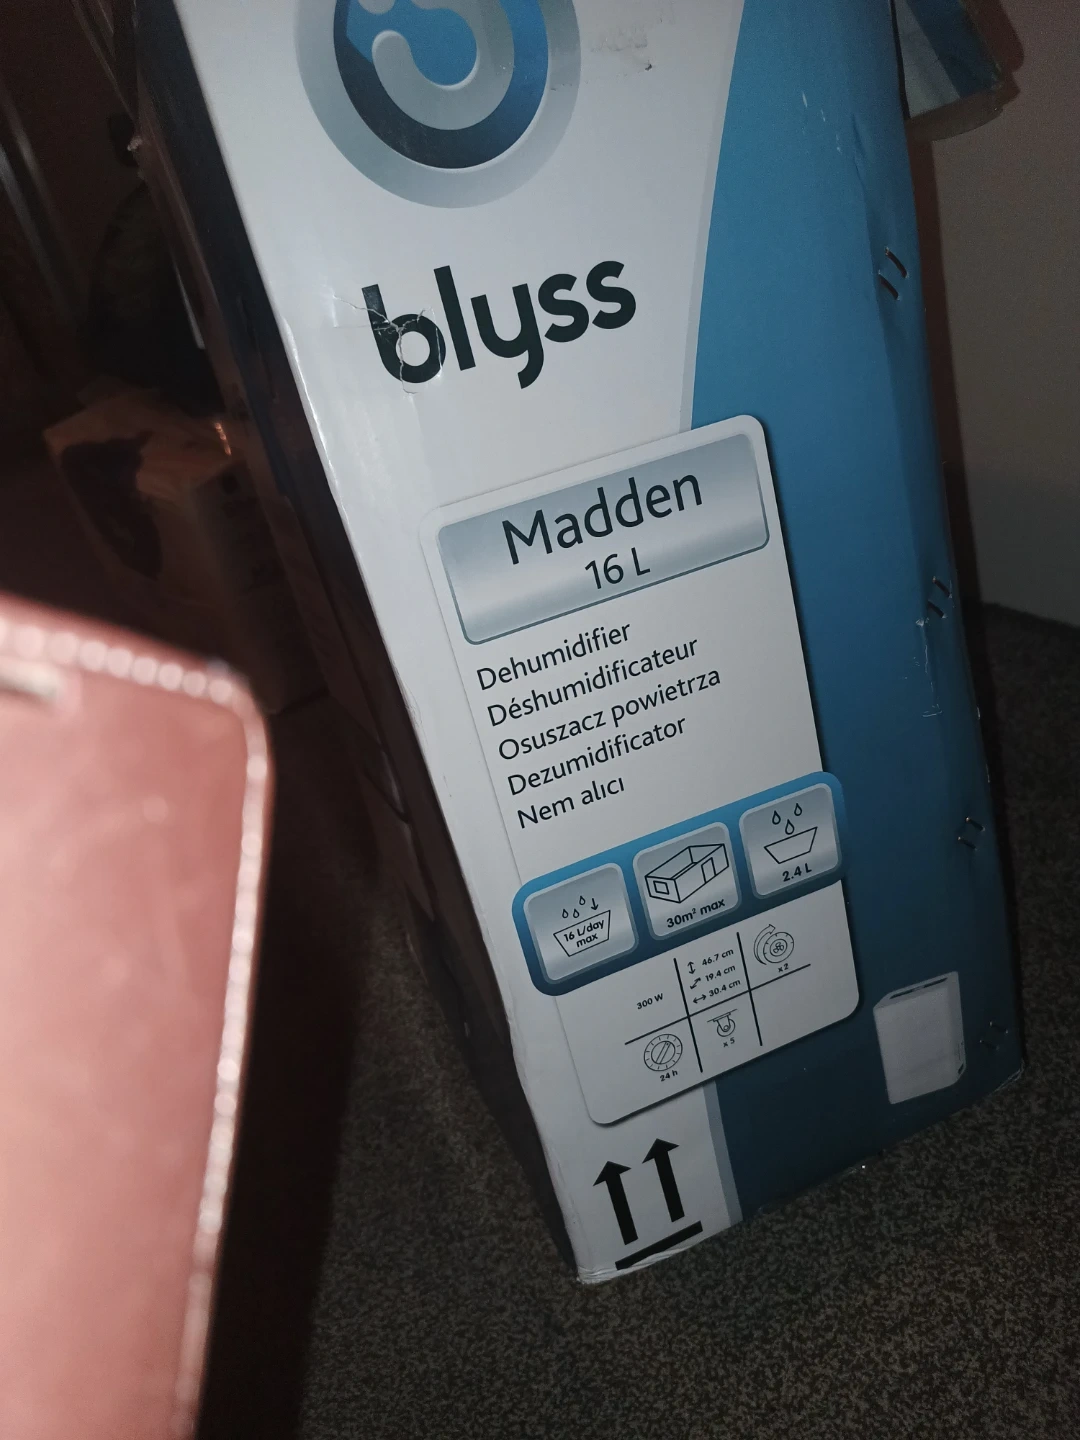 blyss
Madden
16 L
Dehumidifier
Déshumidificateur
Osuszacz powietrza
Dezumidificator
Nem alıcı
16 L/day
max
30m² max
2.4 L
300 W
46.7 cm
19.4 cm
30.4 cm
x2
24 h
x 5